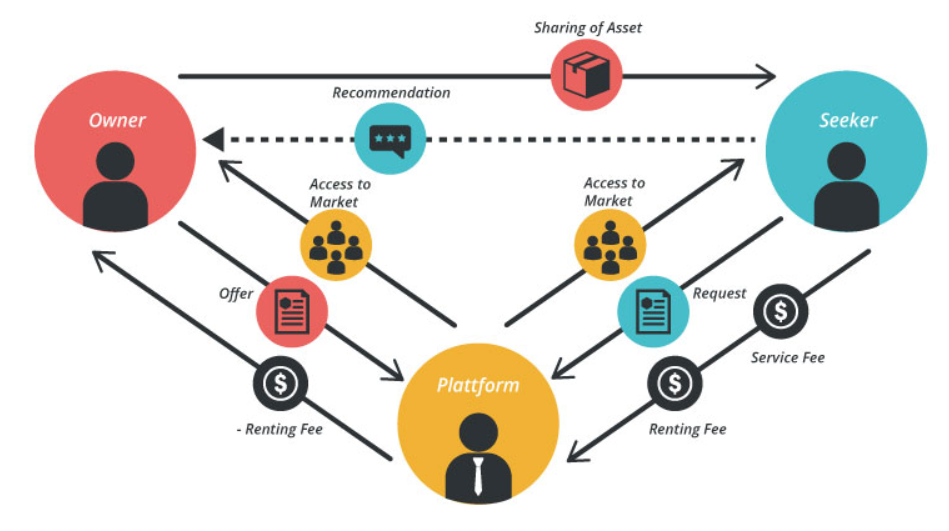 Sharing of Asset
Recommendation
Owner
Seeker
Access to
Market
Access to
Market
Offer
Request
Plattform
Service Fee
- Renting Fee
Renting Fee